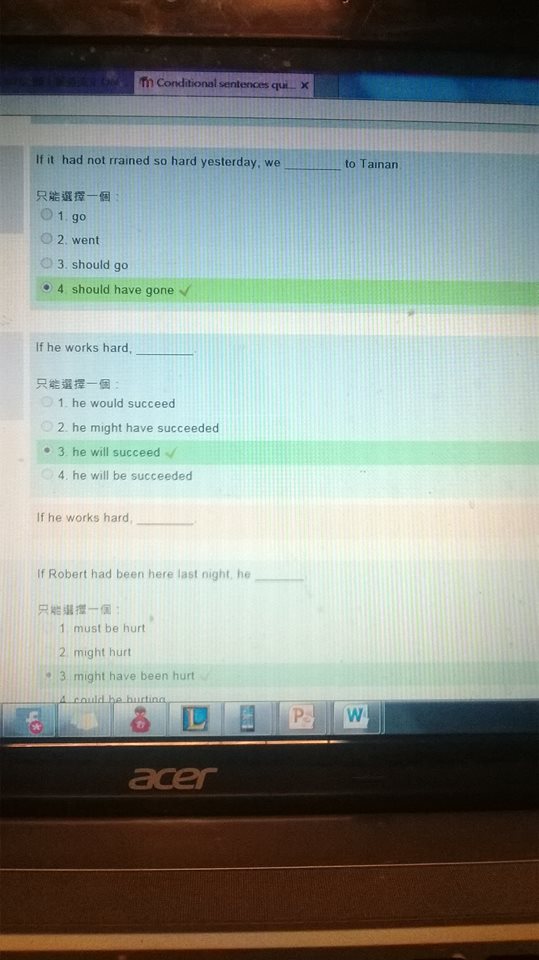 Conditional sentences qui... x
If it had not rrained so hard yesterday, we ________ to Tainan.
只能選擇一個：
1. go
2. went
3. should go
4. should have gone
If he works hard, ________.
只能選擇一個：
1. he would succeed
2. he might have succeeded
3. he will succeed
4. he will be succeeded
If he works hard, ________.
If Robert had been here last night, he ________
只能選擇一個：
1. must be hurt
2. might hurt
3. might have been hurt
4. could be hurting
acer